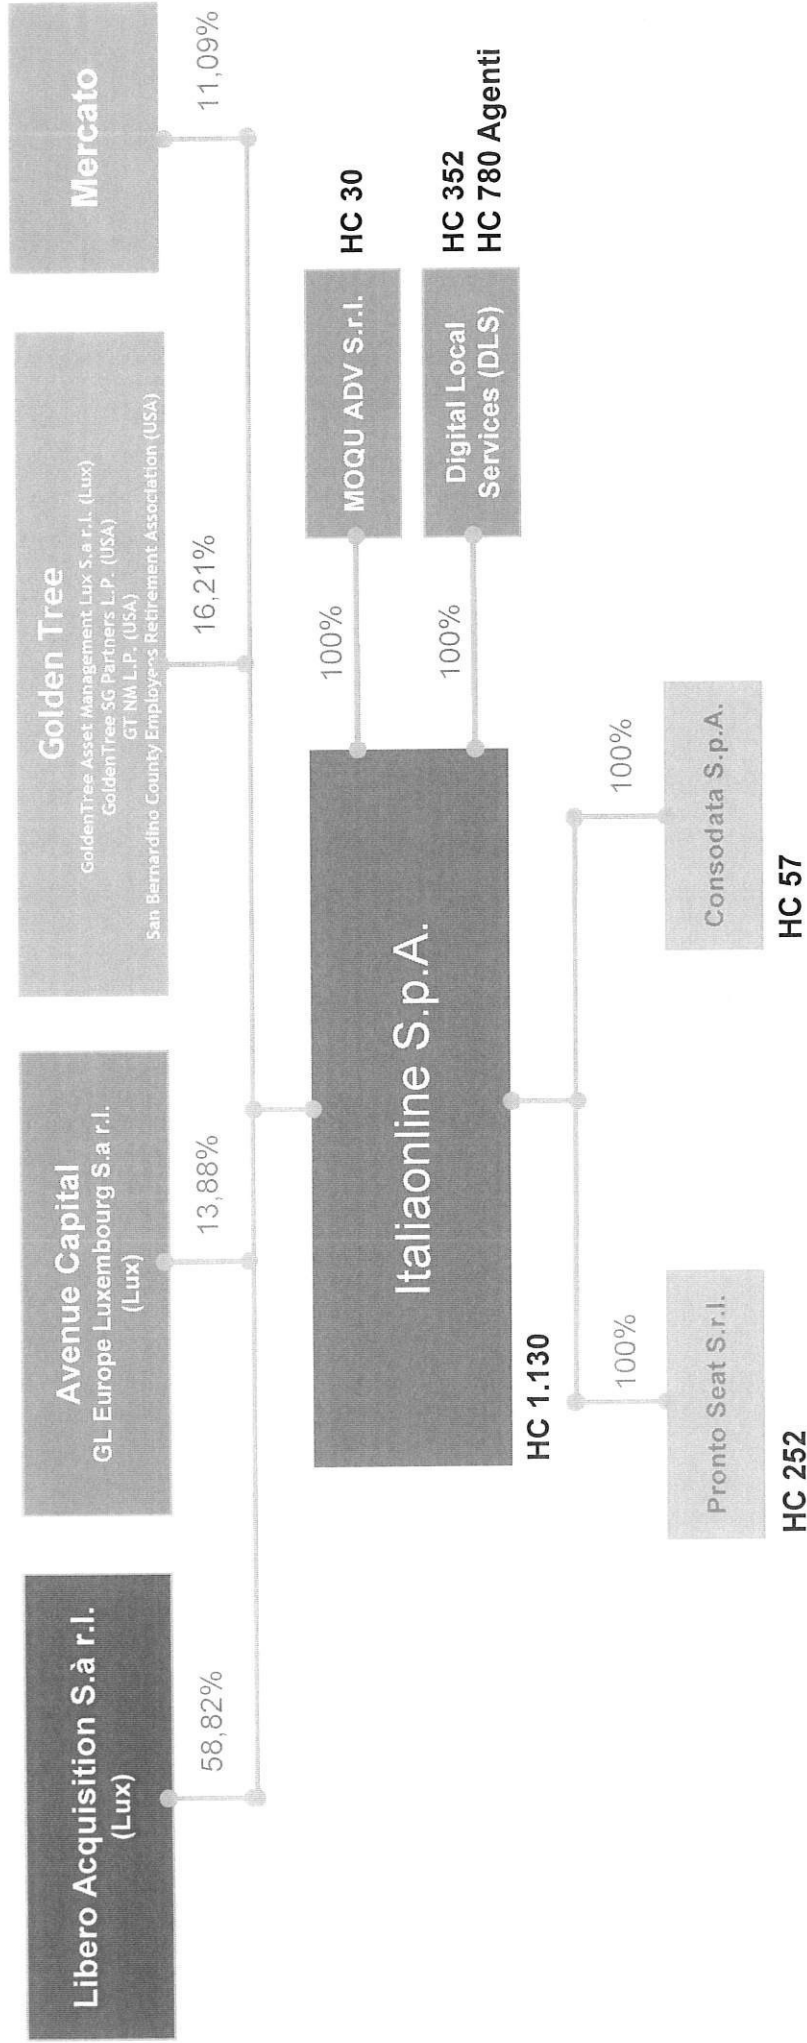 Libero Acquisition S.à r.l.
(Lux)
58,82%
Avenue Capital
GL Europe Luxembourg S.a r.l.
(Lux)
13,88%
Golden Tree
GoldenTree Asset Management Lux S.a r.l. (Lux)
GoldenTree SG Partners L.P. (USA)
GT NM L.P. (USA)
San Bernardino County Employees Retirement Association (USA)
16,21%
Mercato
11,09%
Italiaonline S.p.A.
HC 1.130
100%
MOQU ADV S.r.l.
HC 30
100%
Digital Local
Services (DLS)
HC 352
HC 780 Agenti
100%
Pronto Seat S.r.l.
HC 252
100%
Consodata S.p.A.
HC 57